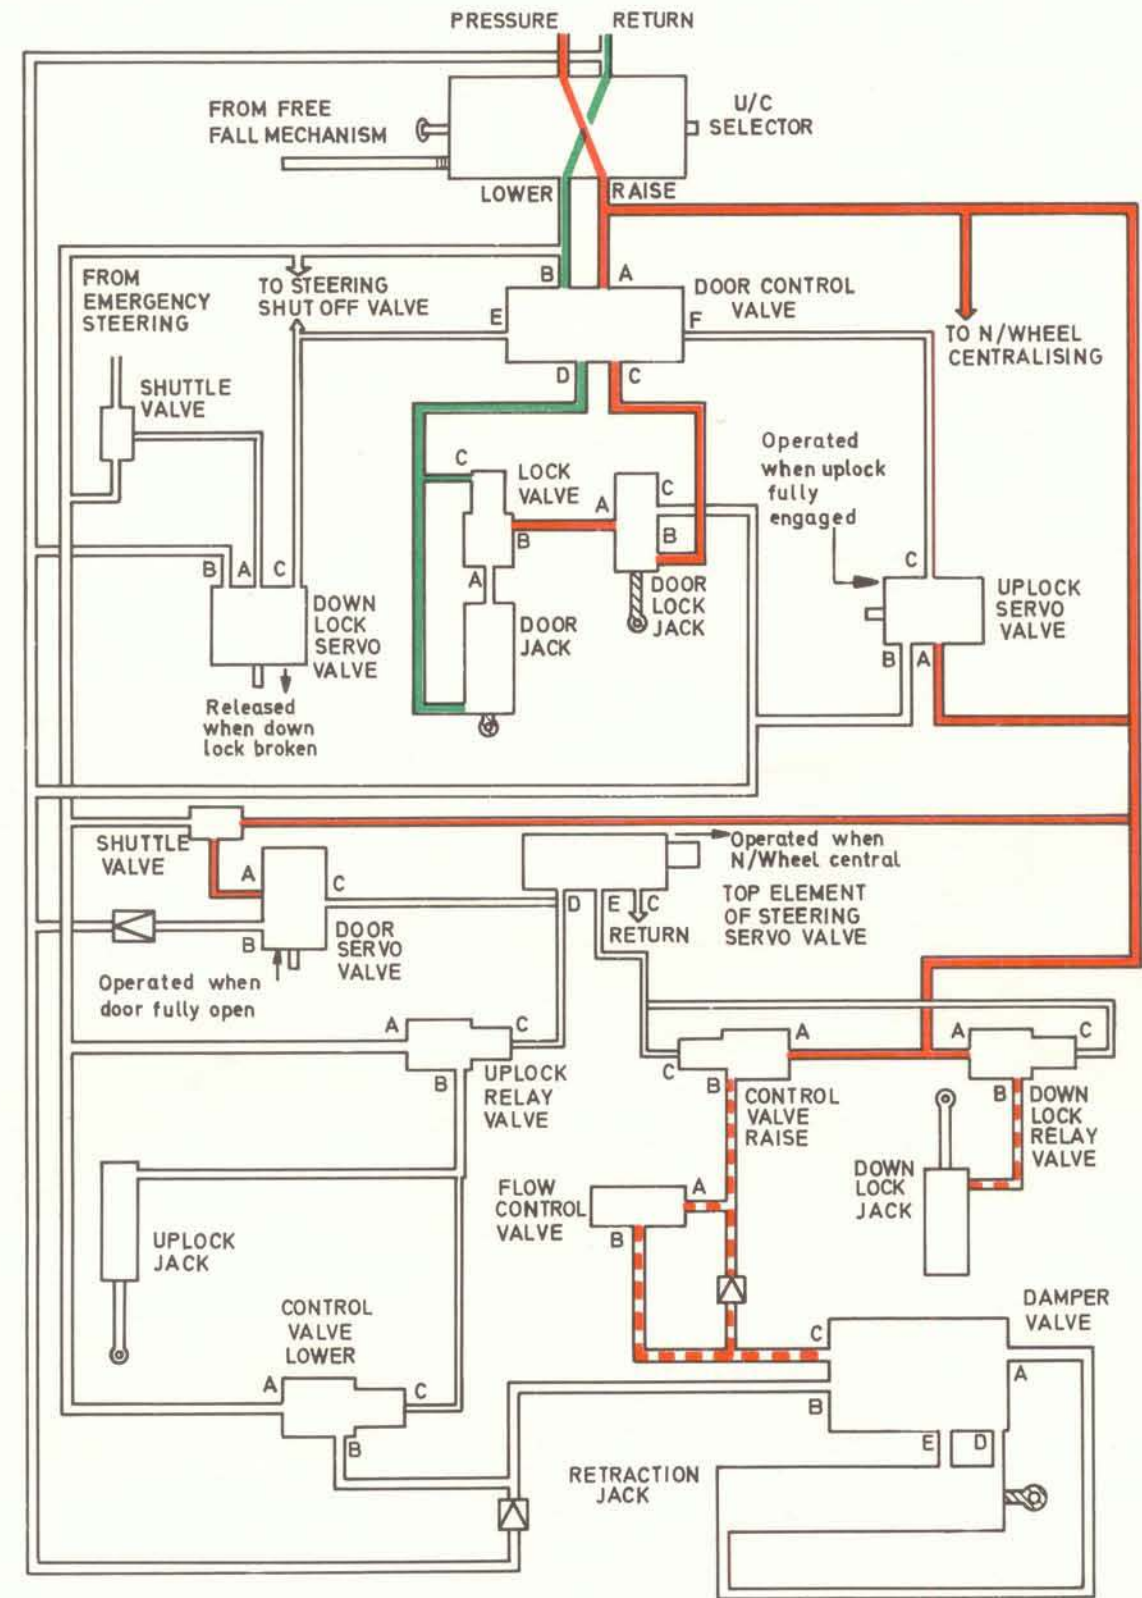 PRESSURE
RETURN
FROM FREE
FALL MECHANISM
U/C
SELECTOR
LOWER
RAISE
FROM
EMERGENCY
STEERING
TO STEERING
SHUT OFF VALVE
B
A
DOOR CONTROL
VALVE
E
F
TO N/WHEEL
CENTRALISING
D
C
SHUTTLE
VALVE
Operated
when uplock
fully
engaged
C
LOCK
VALVE
A
C
B
B
C
B
A
C
A
DOWN
LOCK
SERVO
VALVE
DOOR
JACK
DOOR
LOCK
JACK
UPLOCK
SERVO
VALVE
B
A
Released
when down
lock broken
SHUTTLE
VALVE
A
C
B
DOOR
SERVO
VALVE
Operated when
N/Wheel central
D
E
C
RETURN
TOP ELEMENT
OF STEERING
SERVO VALVE
Operated when
door fully open
A
C
B
UPLOCK
RELAY
VALVE
A
C
B
CONTROL
VALVE
RAISE
A
C
B
DOWN
LOCK
RELAY
VALVE
DOWN
LOCK
JACK
FLOW
CONTROL
VALVE
A
B
UPLOCK
JACK
CONTROL
VALVE
LOWER
A
C
B
DAMPER
VALVE
C
A
B
E
D
RETRACTION
JACK